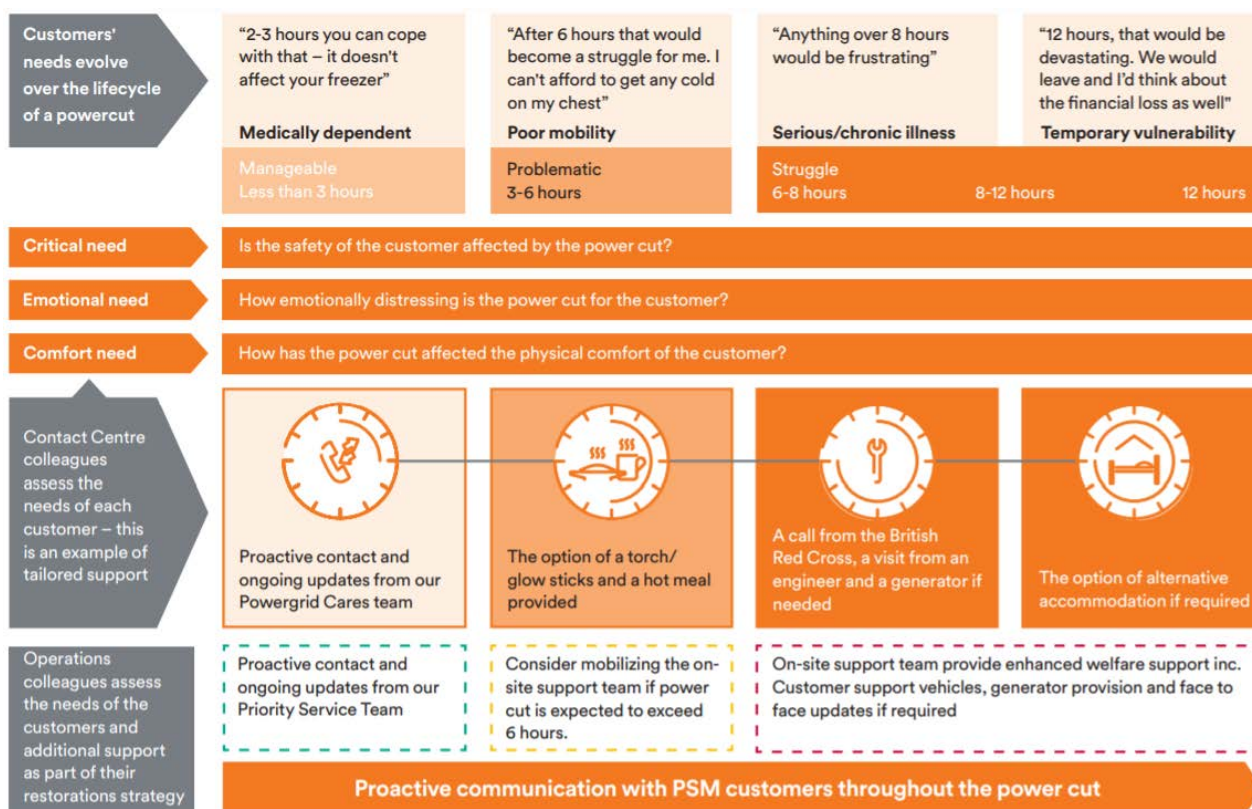 Customers'
needs evolve
over the lifecycle
of a powercut
“2-3 hours you can cope
with that – it doesn't
affect your freezer”
Medically dependent
Manageable
Less than 3 hours
“After 6 hours that would
become a struggle for me. I
can't afford to get any cold
on my chest”
Poor mobility
Problematic
3-6 hours
“Anything over 8 hours
would be frustrating”
Serious/chronic illness
“12 hours, that would be
devastating. We would
leave and I’d think about
the financial loss as well”
Temporary vulnerability
Struggle
6-8 hours
8-12 hours
12 hours
Critical need
Is the safety of the customer affected by the power cut?
Emotional need
How emotionally distressing is the power cut for the customer?
Comfort need
How has the power cut affected the physical comfort of the customer?
Contact Centre
colleagues
assess the
needs of each
customer – this
is an example of
tailored support
Proactive contact and
ongoing updates from our
Powergrid Cares team
The option of a torch/
glow sticks and a hot meal
provided
A call from the British
Red Cross, a visit from an
engineer and a generator if
needed
The option of alternative
accommodation if required
Operations
colleagues assess
the needs of the
customers and
additional support
as part of their
restorations strategy
Proactive contact and
ongoing updates from our
Priority Service Team
Consider mobilizing the on-
site support team if power
cut is expected to exceed
6 hours.
On-site support team provide enhanced welfare support inc.
Customer support vehicles, generator provision and face to
face updates if required
Proactive communication with PSM customers throughout the power cut